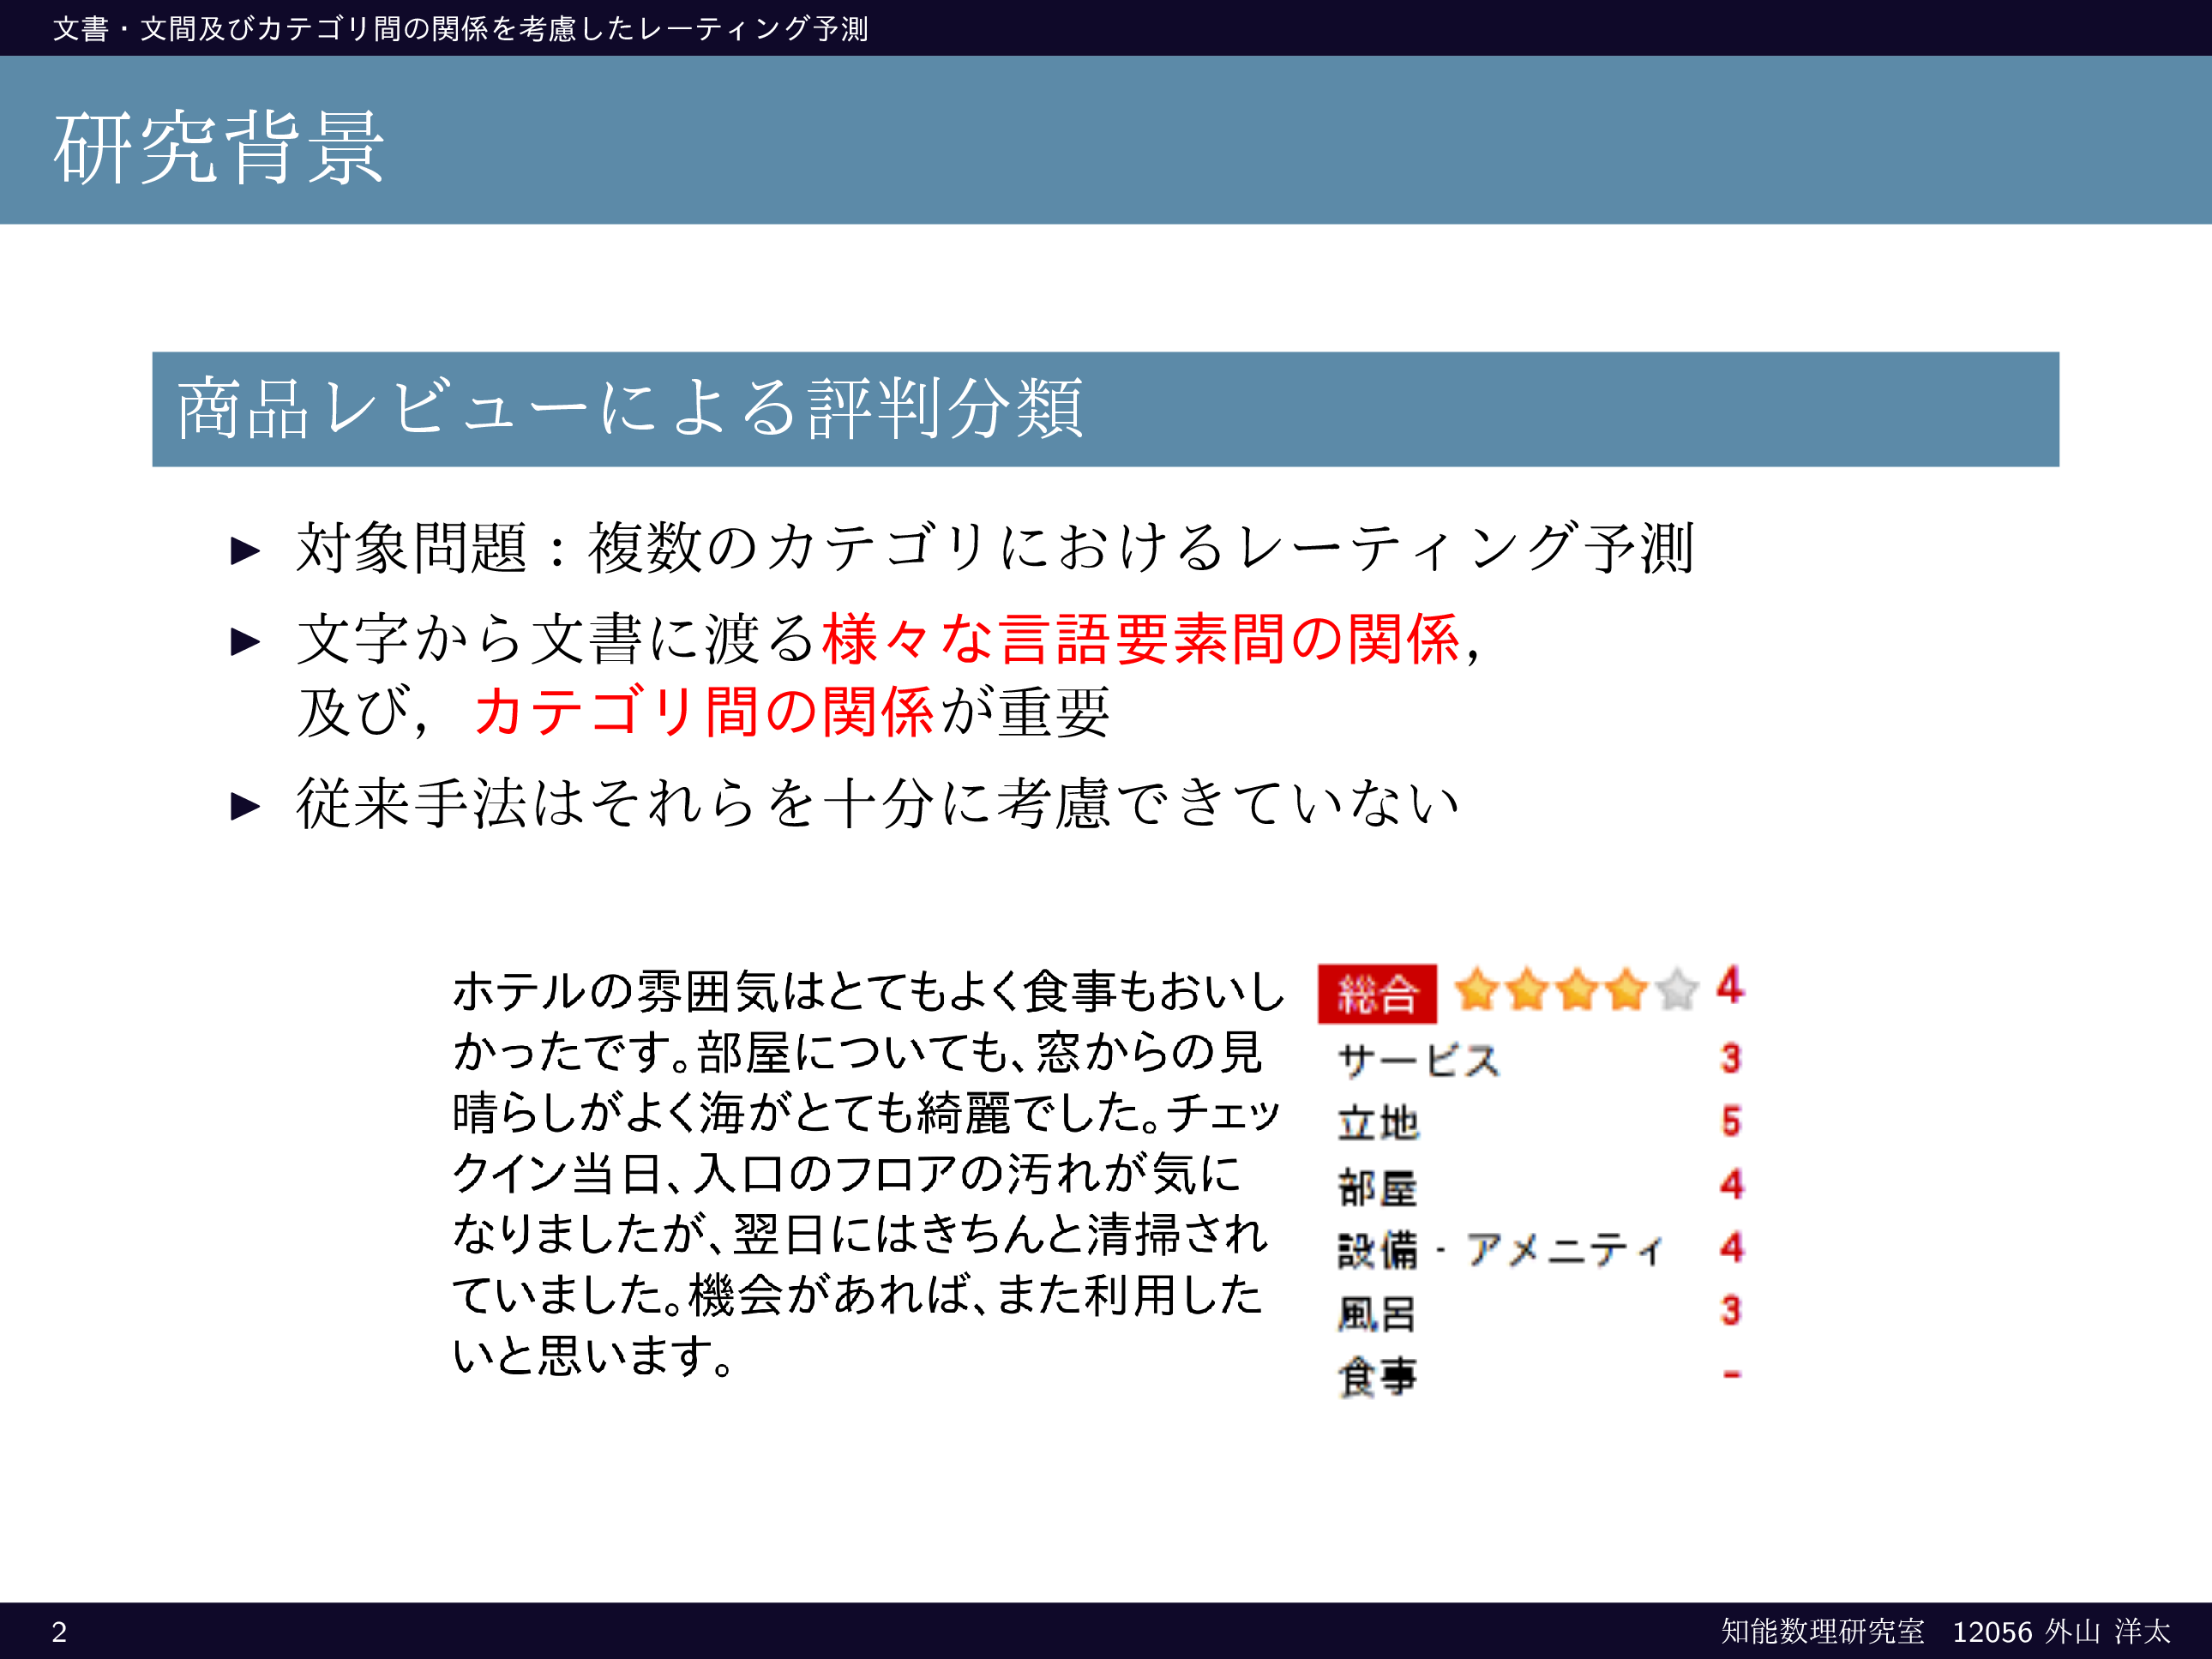 文書・文間及びカテゴリ間の関係を考慮したレーティング予測
研究背景
商品レビューによる評判分類
▶ 対象問題：複数のカテゴリにおけるレーティング予測
▶ 文字から文書に渡る様々な言語要素間の関係，
及び，カテゴリ間の関係が重要
▶ 従来手法はそれらを十分に考慮できていない
ホテルの雰囲気はとてもよく食事もおいし
かったです。部屋についても、窓からの見
晴らしがよく海がとても綺麗でした。チェッ
クイン当日、入口のフロアの汚れが気に
なりましたが、翌日にはきちんと清掃され
ていました。機会があれば、また利用した
いと思います。
総合 ★★★★★ 4
サービス 3
立地 5
部屋 4
設備・アメニティ 4
風呂 3
食事 -
2
知能数理研究室　12056 外山 洋太